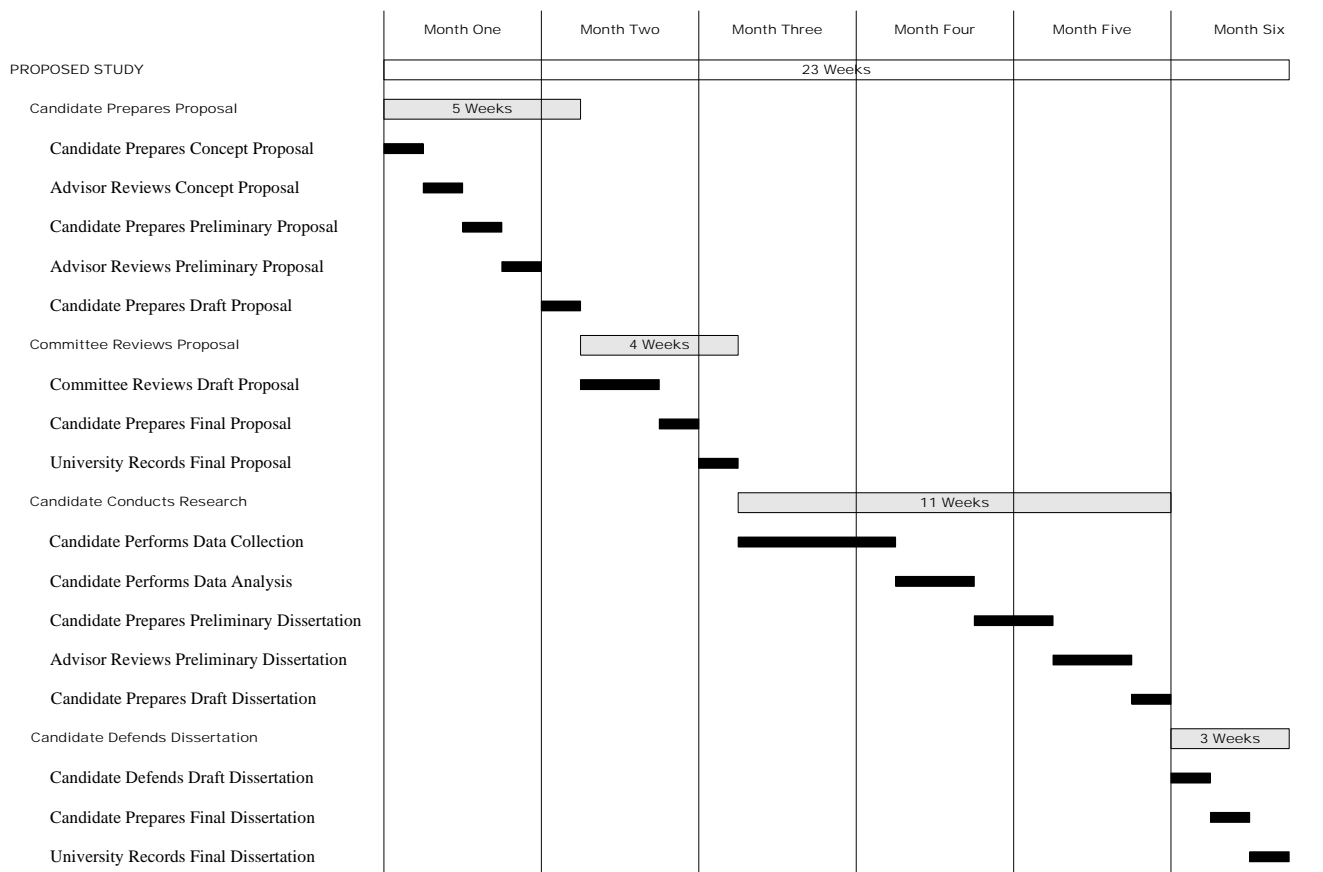 Month One Month Two Month Three Month Four Month Five Month Six
PROPOSED STUDY 23 Weeks
Candidate Prepares Proposal 5 Weeks
Candidate Prepares Concept Proposal
Advisor Reviews Concept Proposal
Candidate Prepares Preliminary Proposal
Advisor Reviews Preliminary Proposal
Candidate Prepares Draft Proposal
Committee Reviews Proposal 4 Weeks
Committee Reviews Draft Proposal
Candidate Prepares Final Proposal
University Records Final Proposal
Candidate Conducts Research 11 Weeks
Candidate Performs Data Collection
Candidate Performs Data Analysis
Candidate Prepares Preliminary Dissertation
Advisor Reviews Preliminary Dissertation
Candidate Prepares Draft Dissertation
Candidate Defends Dissertation 3 Weeks
Candidate Defends Draft Dissertation
Candidate Prepares Final Dissertation
University Records Final Dissertation